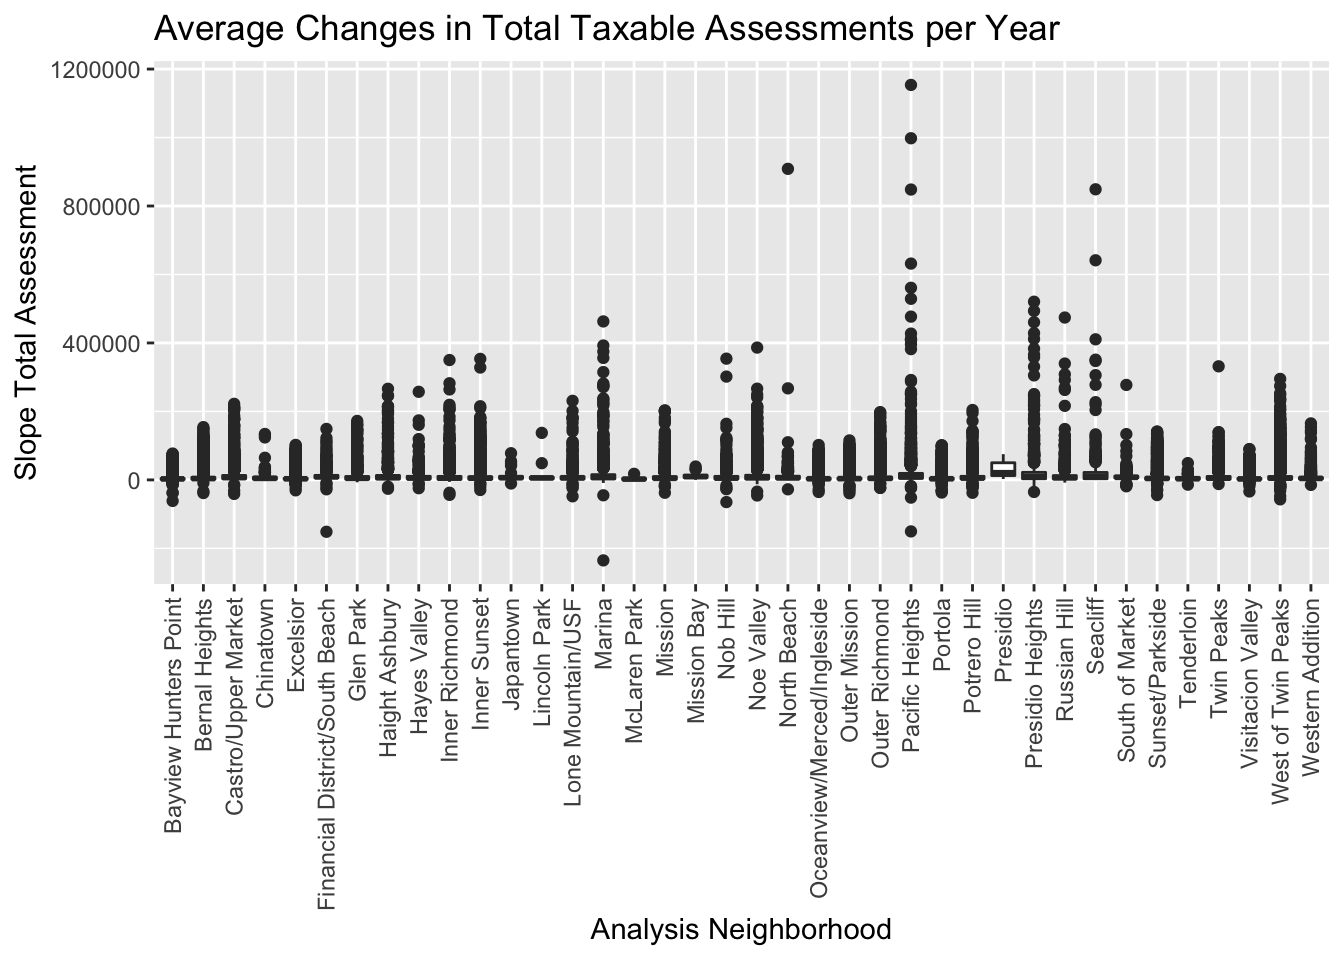 Average Changes in Total Taxable Assessments per Year
Slope Total Assessment
1200000
800000
400000
0
Bayview Hunters Point
Bernal Heights
Castro/Upper Market
Chinatown
Excelsior
Financial District/South Beach
Glen Park
Haight Ashbury
Hayes Valley
Inner Richmond
Inner Sunset
Japantown
Lincoln Park
Lone Mountain/USF
Marina
McLaren Park
Mission
Mission Bay
Nob Hill
Noe Valley
North Beach
Oceanview/Merced/Ingleside
Outer Mission
Outer Richmond
Pacific Heights
Portola
Potrero Hill
Presidio
Presidio Heights
Russian Hill
Seacliff
South of Market
Sunset/Parkside
Tenderloin
Twin Peaks
Visitacion Valley
West of Twin Peaks
Western Addition
Analysis Neighborhood